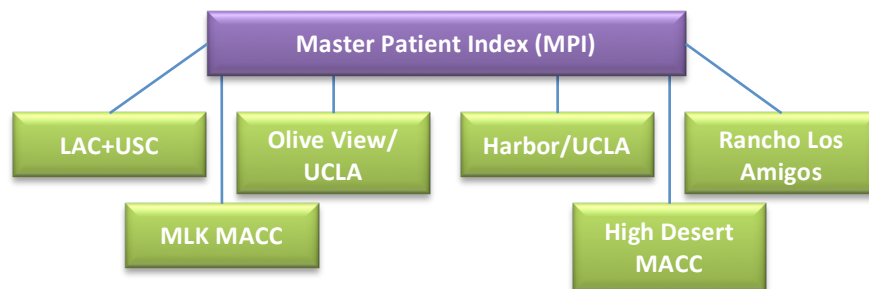 Master Patient Index (MPI)
LAC+USC
Olive View/
UCLA
Harbor/UCLA
Rancho Los
Amigos
MLK MACC
High Desert
MACC